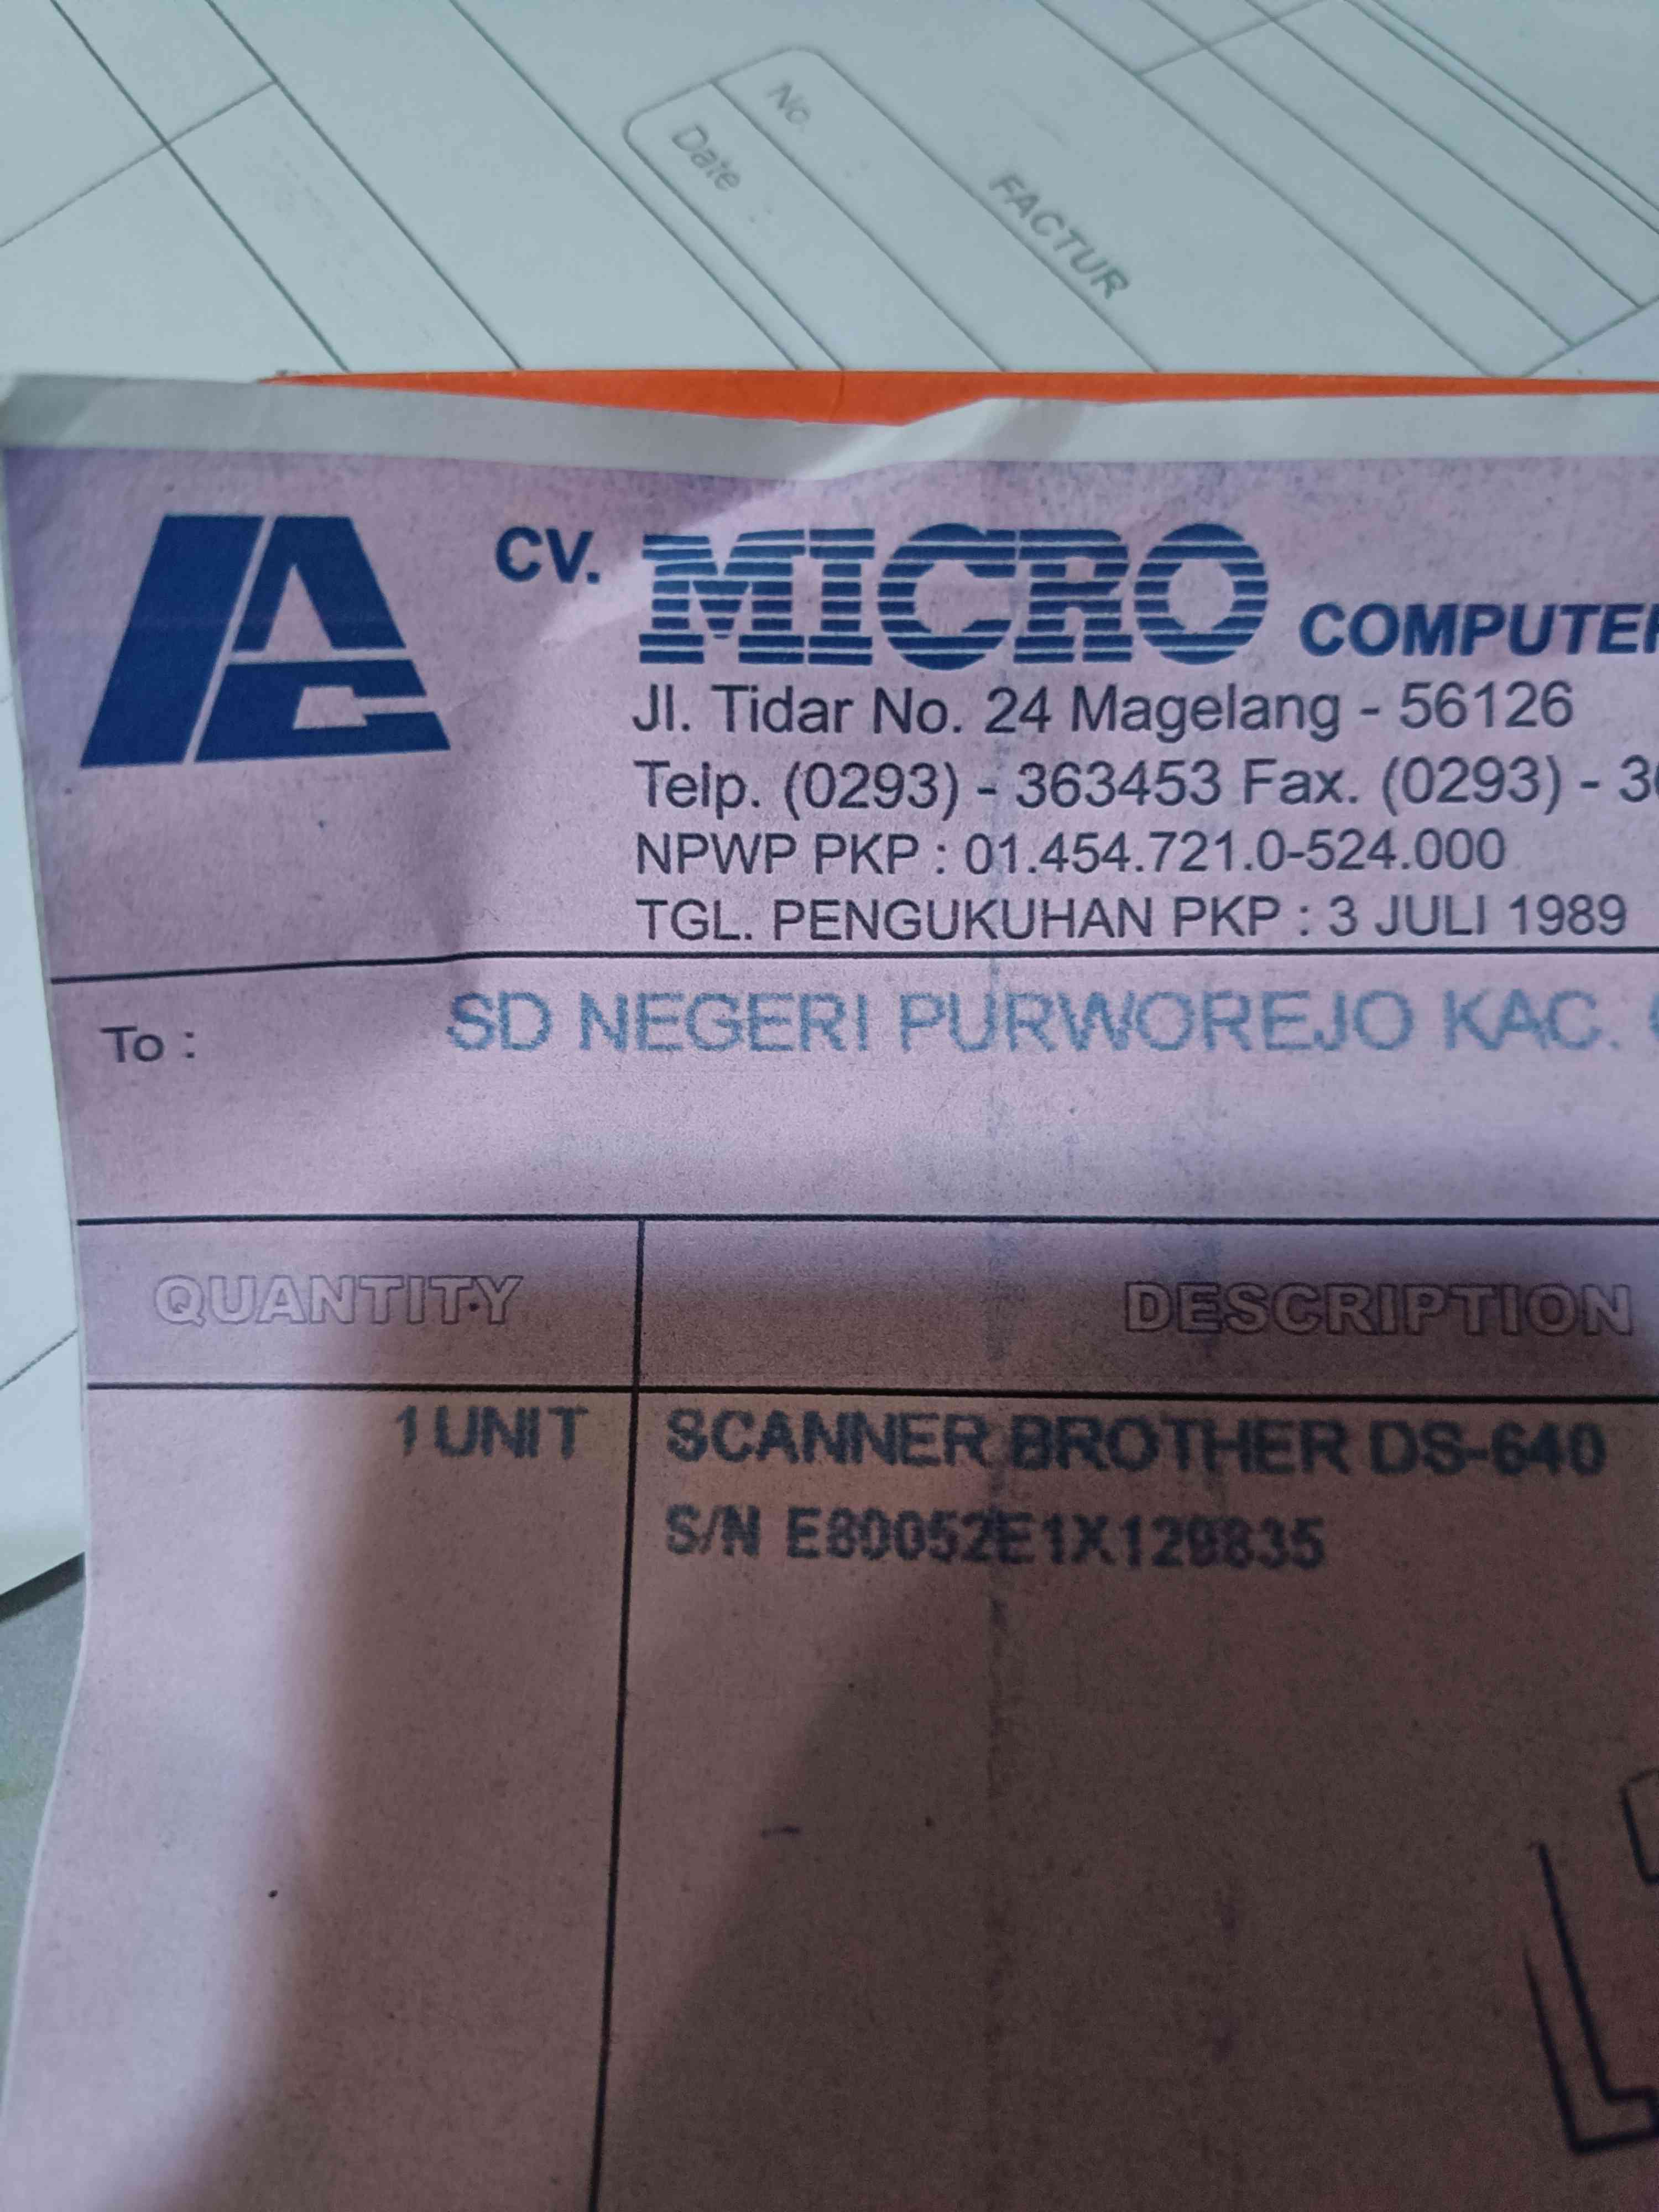 No.
Date :
FACTUR
CV. MICRO COMPUTER
Jl. Tidar No. 24 Magelang - 56126
Telp. (0293) - 363453 Fax. (0293) -
NPWP PKP : 01.454.721.0-524.000
TGL. PENGUKUHAN PKP : 3 JULI 1989
To : SD NEGERI PURWOREJO KAC.
QUANTITY DESCRIPTION
1 UNIT SCANNER BROTHER DS-640
S/N E80052E1X129835